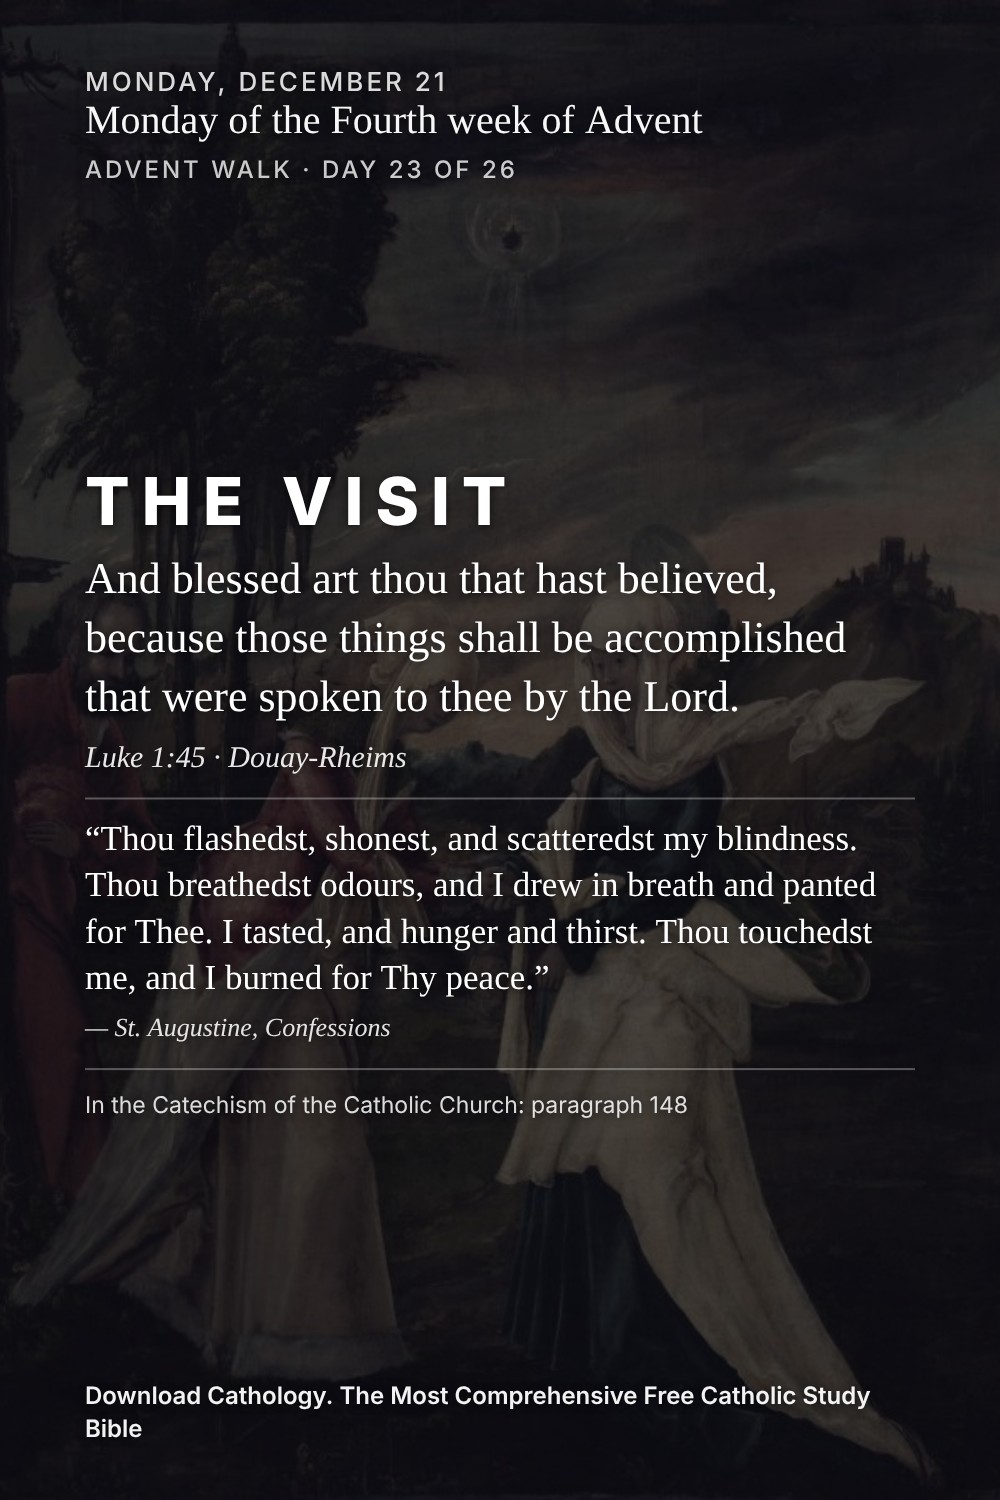 MONDAY, DECEMBER 21
Monday of the Fourth week of Advent
ADVENT WALK · DAY 23 OF 26
THE VISIT
And blessed art thou that hast believed,
because those things shall be accomplished
that were spoken to thee by the Lord.
Luke 1:45 · Douay-Rheims
“Thou flashedst, shonest, and scatteredst my blindness.
Thou breathedst odours, and I drew in breath and panted
for Thee. I tasted, and hunger and thirst. Thou touchedst
me, and I burned for Thy peace.”
— St. Augustine, Confessions
In the Catechism of the Catholic Church: paragraph 148
Download Cathology. The Most Comprehensive Free Catholic Study
Bible